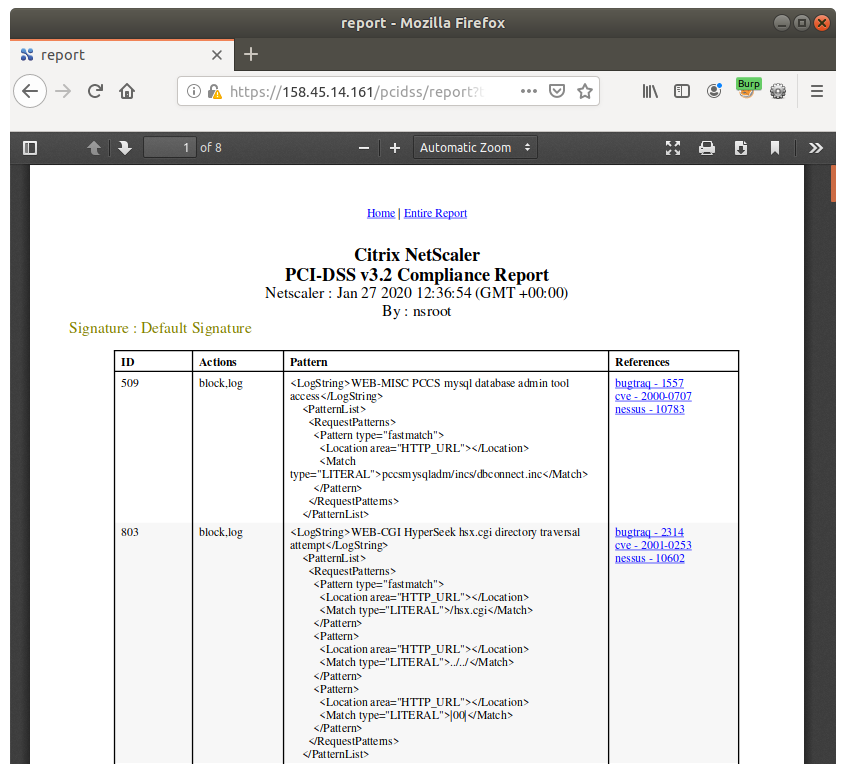 report - Mozilla Firefox
report
https://158.45.14.161/pcidss/report?
Burp
1 of 8
Automatic Zoom
Home | Entire Report
Citrix NetScaler
PCI-DSS v3.2 Compliance Report
Netscaler : Jan 27 2020 12:36:54 (GMT +00:00)
By : nsroot
Signature : Default Signature
ID Actions Pattern References
509 block,log <LogString>WEB-MISC PCCS mysql database admin tool bugtraq - 1557
access</LogString> cve - 2000-0707
<PatternList> nessus - 10783
<RequestPatterns>
<Pattern type="fastmatch">
<Location area="HTTP_URL"></Location>
<Match
type="LITERAL">pccsmysqladm/incs/dbconnect.inc</Match>
</Pattern>
</RequestPatterns>
</PatternList>
803 block,log <LogString>WEB-CGI HyperSeek hsx.cgi directory traversal bugtraq - 2314
attempt</LogString> cve - 2001-0253
<PatternList> nessus - 10602
<RequestPatterns>
<Pattern type="fastmatch">
<Location area="HTTP_URL"></Location>
<Match type="LITERAL">/hsx.cgi</Match>
</Pattern>
<Pattern>
<Location area="HTTP_URL"></Location>
<Match type="LITERAL">../../</Match>
</Pattern>
<Pattern>
<Location area="HTTP_URL"></Location>
<Match type="LITERAL">|00|</Match>
</Pattern>
</RequestPatterns>
</PatternList>